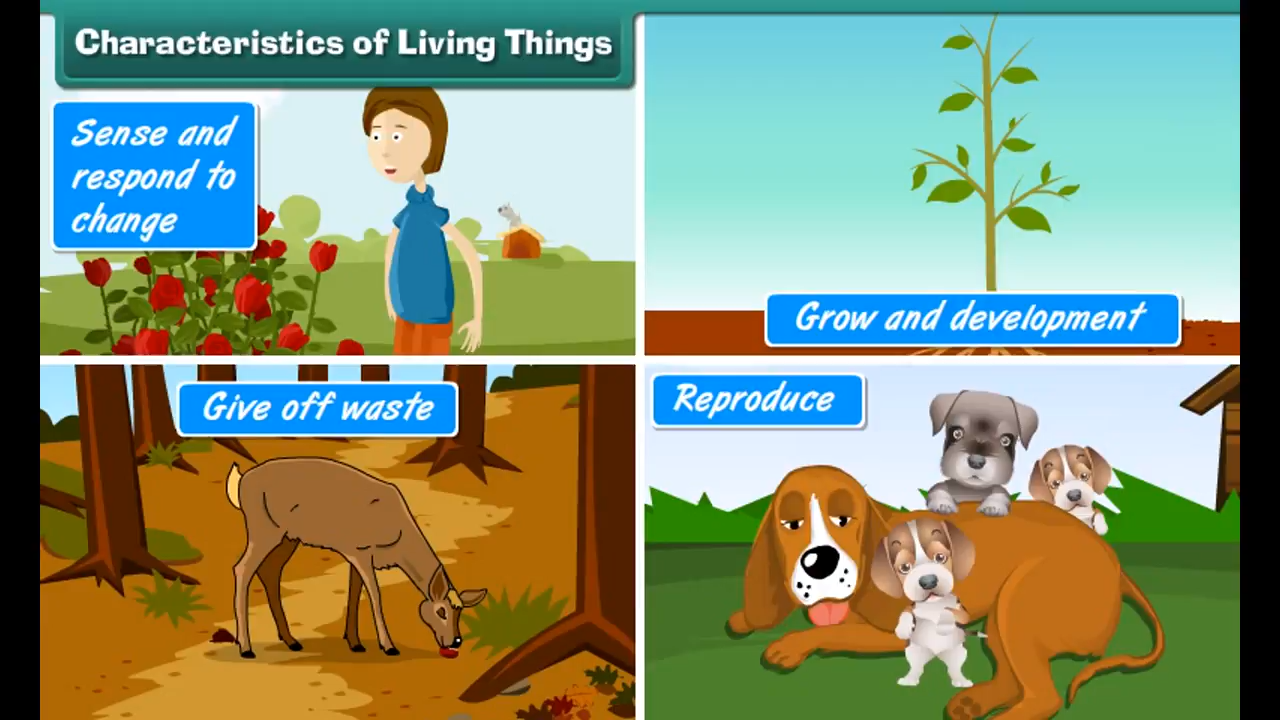 Characteristics of Living Things
Sense and
respond to
change
Grow and development
Give off waste
Reproduce